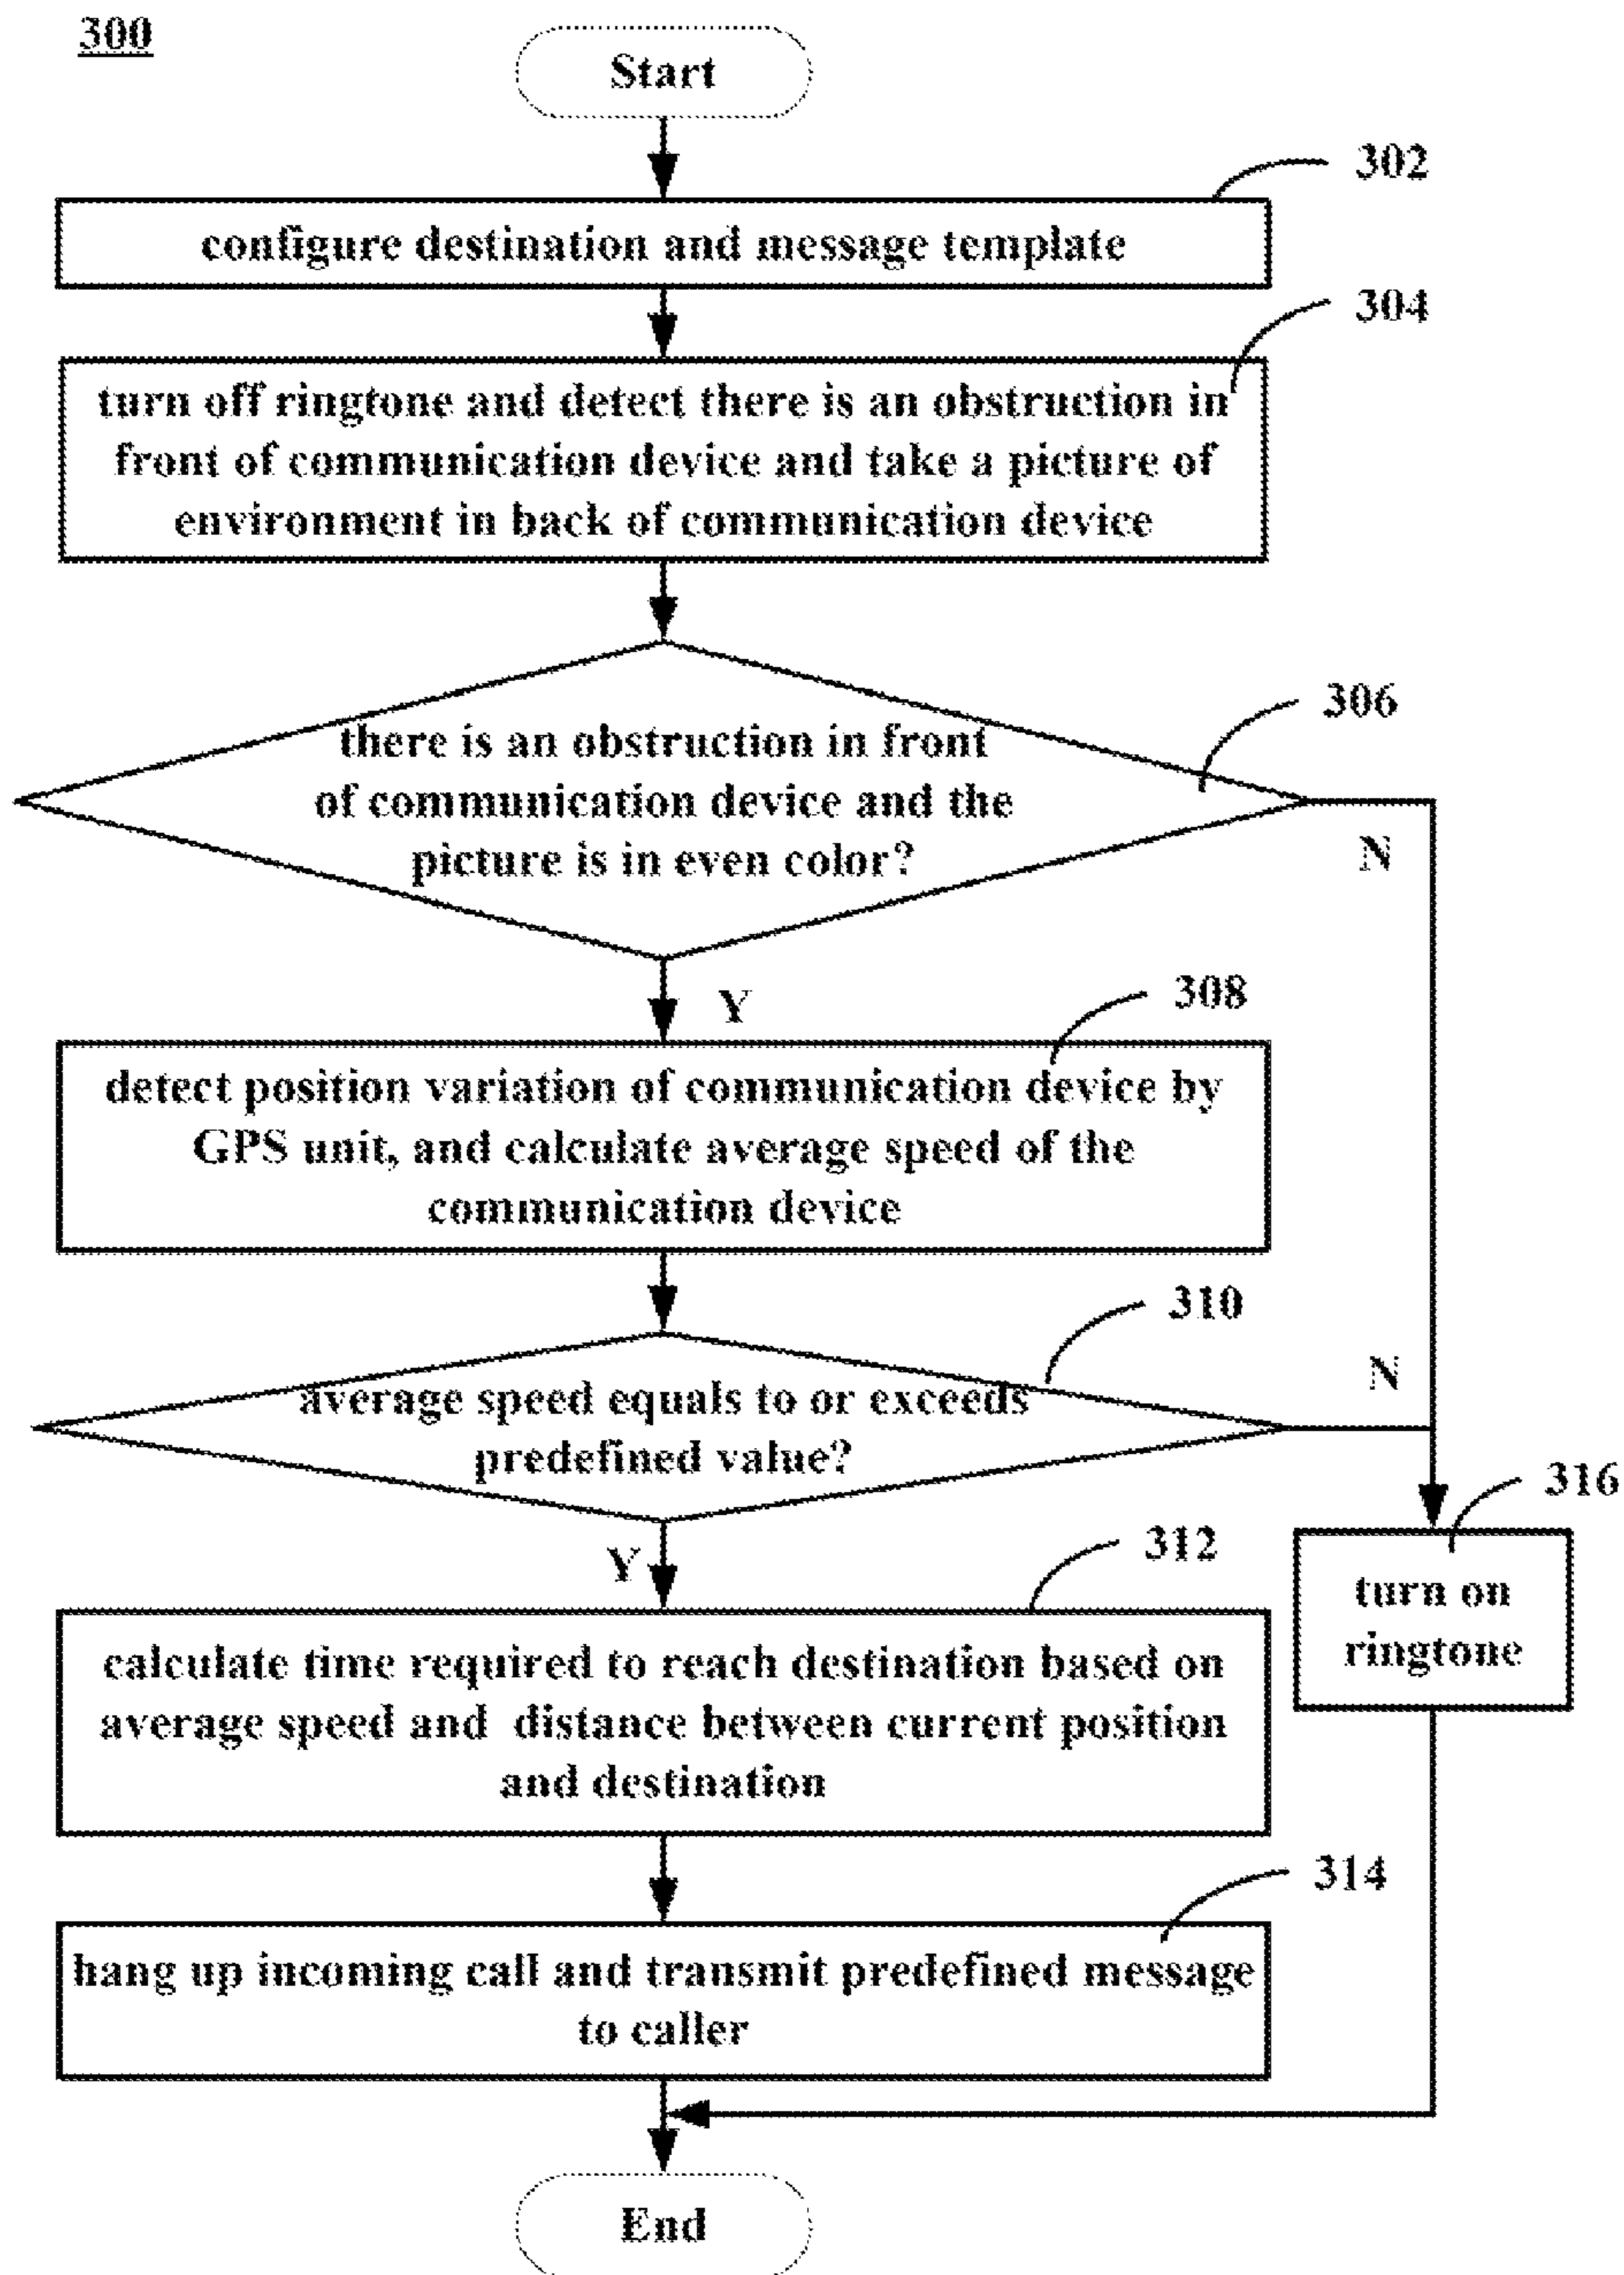 300
Start
302
configure destination and message template
304
turn off ringtone and detect there is an obstruction in
front of communication device and take a picture of
environment in back of communication device
306
there is an obstruction in front
of communication device and the
picture is in even color?
N
Y
308
detect position variation of communication device by
GPS unit, and calculate average speed of the
communication device
310
average speed equals to or exceeds
predefined value?
N
Y
316
turn on
ringtone
312
calculate time required to reach destination based on
average speed and distance between current position
and destination
314
hang up incoming call and transmit predefined message
to caller
End